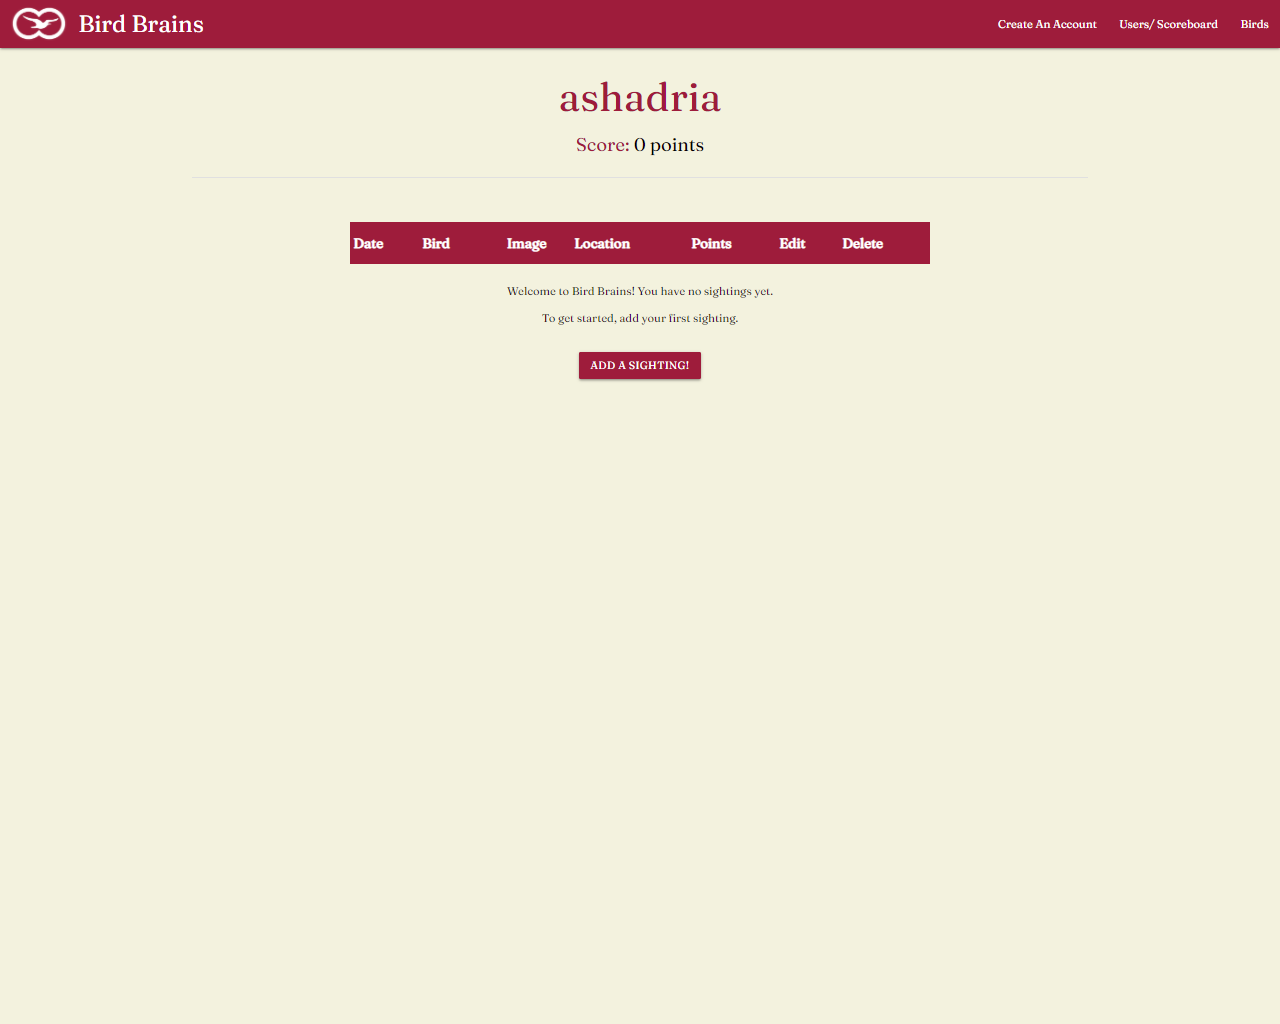 Bird Brains
Create An Account Users/ Scoreboard Birds
ashadria
Score: 0 points
Date Bird Image Location Points Edit Delete
Welcome to Bird Brains! You have no sightings yet.
To get started, add your first sighting.
ADD A SIGHTING!